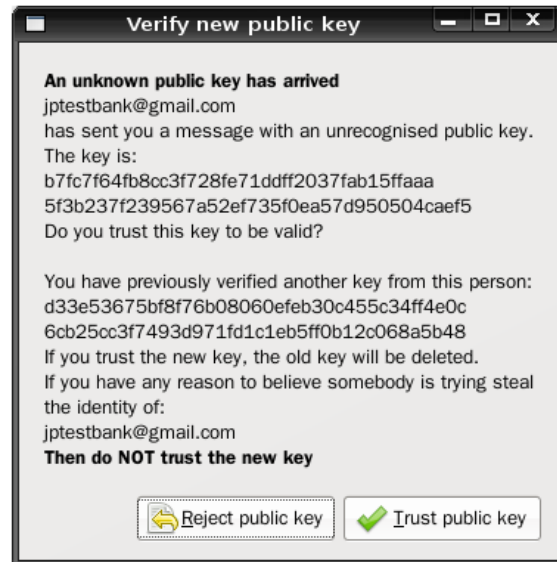 Verify new public key
An unknown public key has arrived
jptestbank@gmail.com
has sent you a message with an unrecognised public key.
The key is:
b7fc7f64fb8cc3f728fe71ddff2037fab15ffaaa
5f3b237f239567a52ef735f0ea57d950504caef5
Do you trust this key to be valid?
You have previously verified another key from this person:
d33e53675bf8f76b08060efeb30c455c34ff4e0c
6cb25cc3f7493d971fd1c1eb5ff0b12c068a5b48
If you trust the new key, the old key will be deleted.
If you have any reason to believe somebody is trying steal
the identity of:
jptestbank@gmail.com
Then do NOT trust the new key
Reject public key
Trust public key